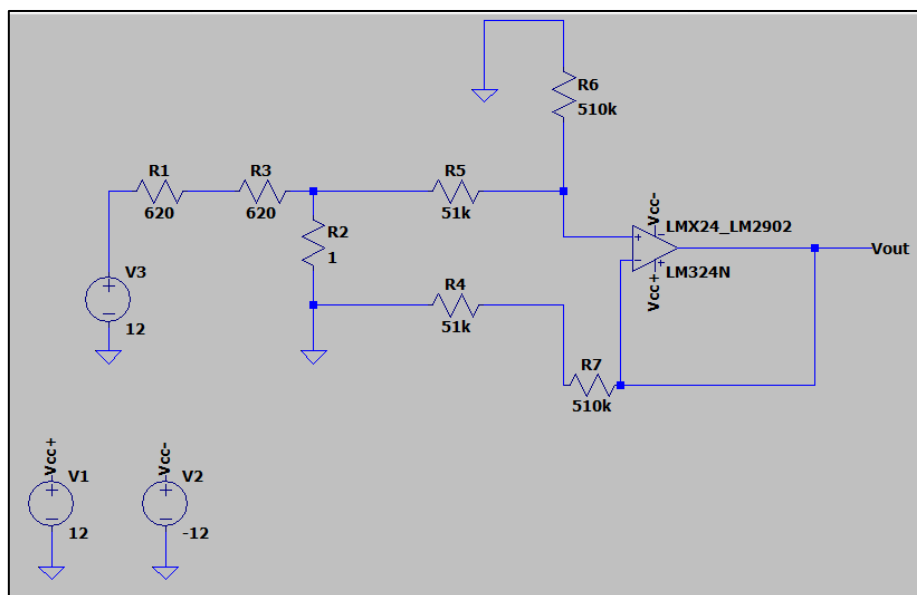 R6
510k
R1
620
R3
620
R5
51k
Vcc-
LMX24_LM2902
+
-
-
+
LM324N
Vcc+
Vout
R2
1
V3
+
-
12
R4
51k
R7
510k
Vcc+
V1
+
-
12
Vcc-
V2
+
-
-12